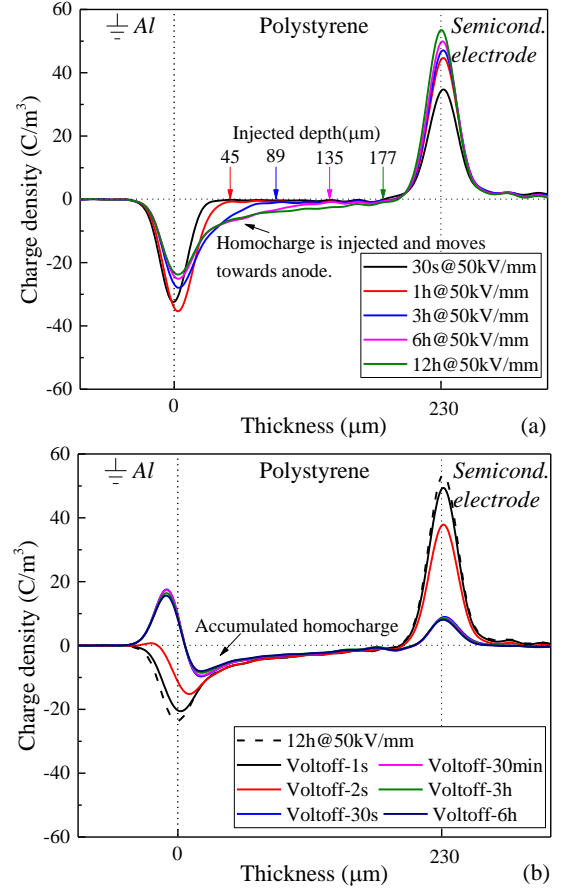 Al
Polystyrene
Semicond.
electrode
Charge density (C/m³)
60
40
20
0
-20
-40
-60
Injected depth(μm)
45 89 135 177
Homocharge is injected and moves
towards anode.
30s@50kV/mm
1h@50kV/mm
3h@50kV/mm
6h@50kV/mm
12h@50kV/mm
0 230
Thickness (μm)
(a)
Al
Polystyrene
Semicond.
electrode
Charge density (C/m³)
60
40
20
0
-20
-40
-60
Accumulated homocharge
12h@50kV/mm
Voltoff-1s Voltoff-30min
Voltoff-2s Voltoff-3h
Voltoff-30s Voltoff-6h
0 230
Thickness (μm)
(b)